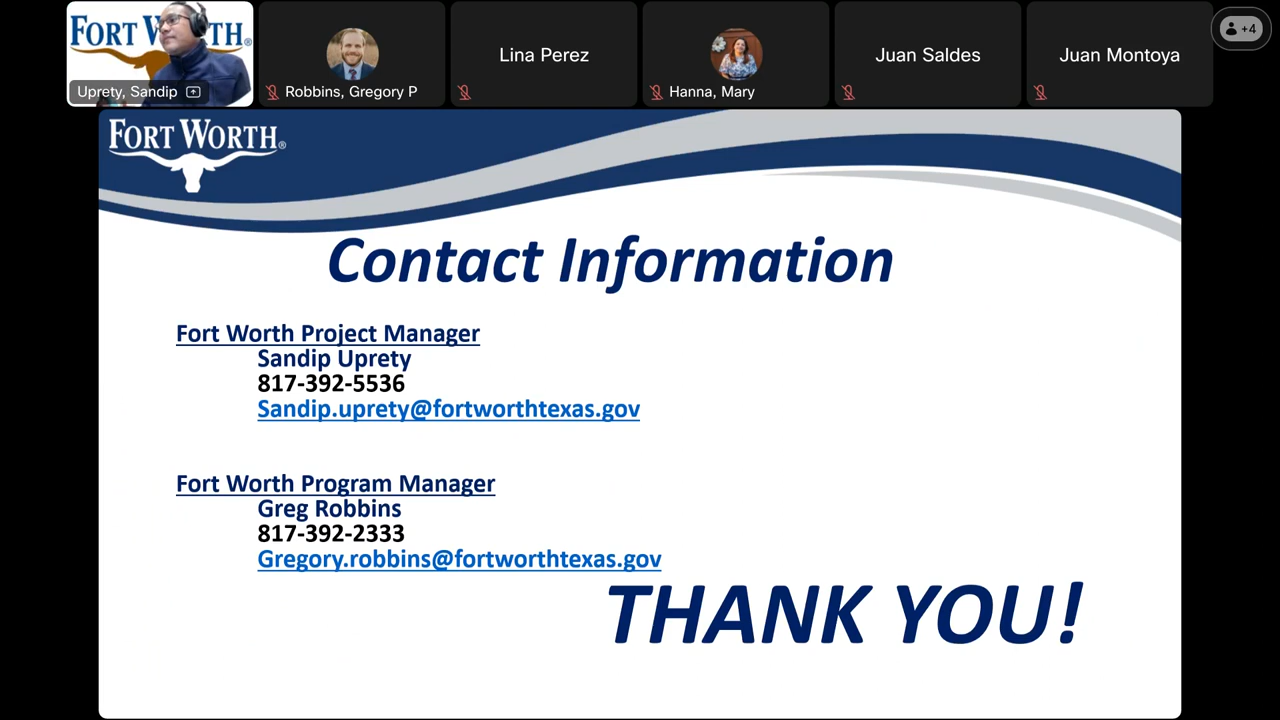 FORT WORTH
Uprety, Sandip
Robbins, Gregory P
Lina Perez
Hanna, Mary
Juan Saldes
Juan Montoya
+4
FORT WORTH®
Contact Information
Fort Worth Project Manager
Sandip Uprety
817-392-5536
Sandip.uprety@fortworthtexas.gov
Fort Worth Program Manager
Greg Robbins
817-392-2333
Gregory.robbins@fortworthtexas.gov
THANK YOU!